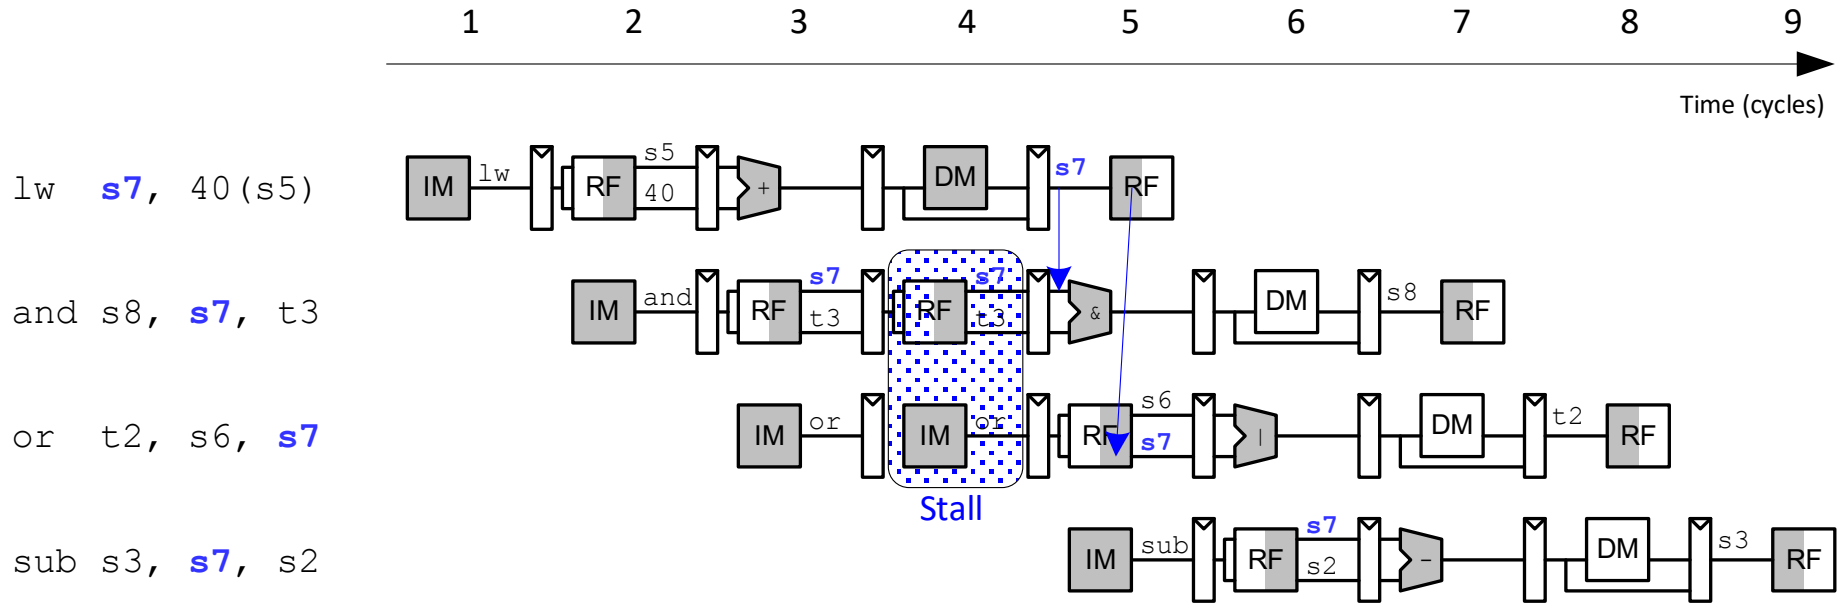 1 2 3 4 5 6 7 8 9
Time (cycles)
lw s7, 40(s5) IM lw RF s5 40 + DM s7 RF
and s8, s7, t3 IM and RF s7 t3 RF s7 t3 & DM s8 RF
or t2, s6, s7 IM or IM or RF s6 s7 | DM t2 RF
Stall
sub s3, s7, s2 IM sub RF s7 s2 - DM s3 RF